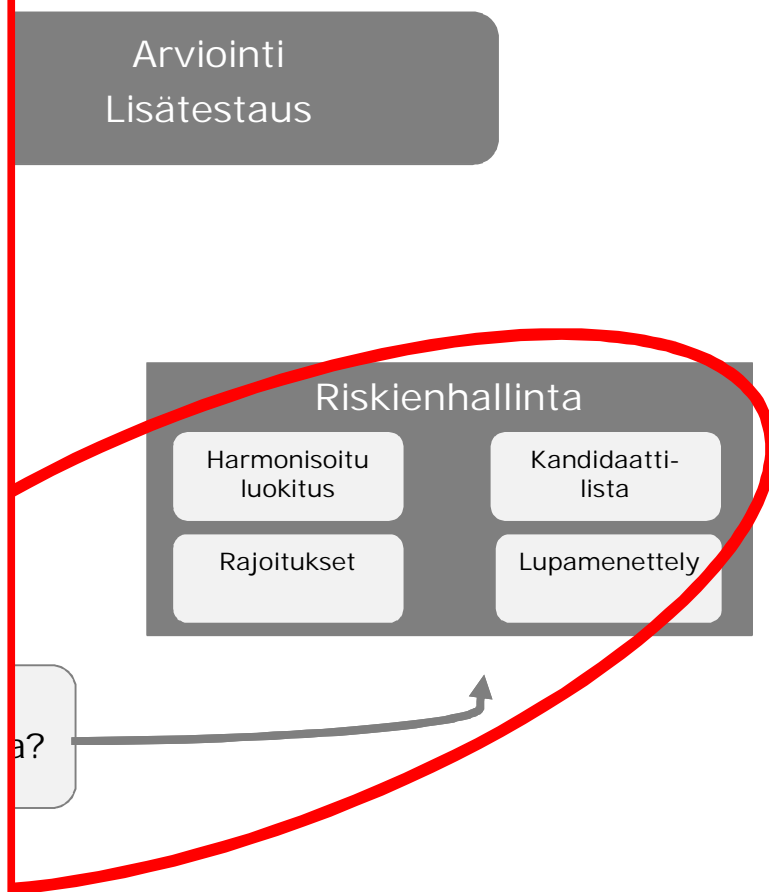 Arviointi
Lisätestaus
Riskienhallinta
Harmonisoitu
luokitus
Kandidaatti-
lista
Rajoitukset
Lupamenettely
a?